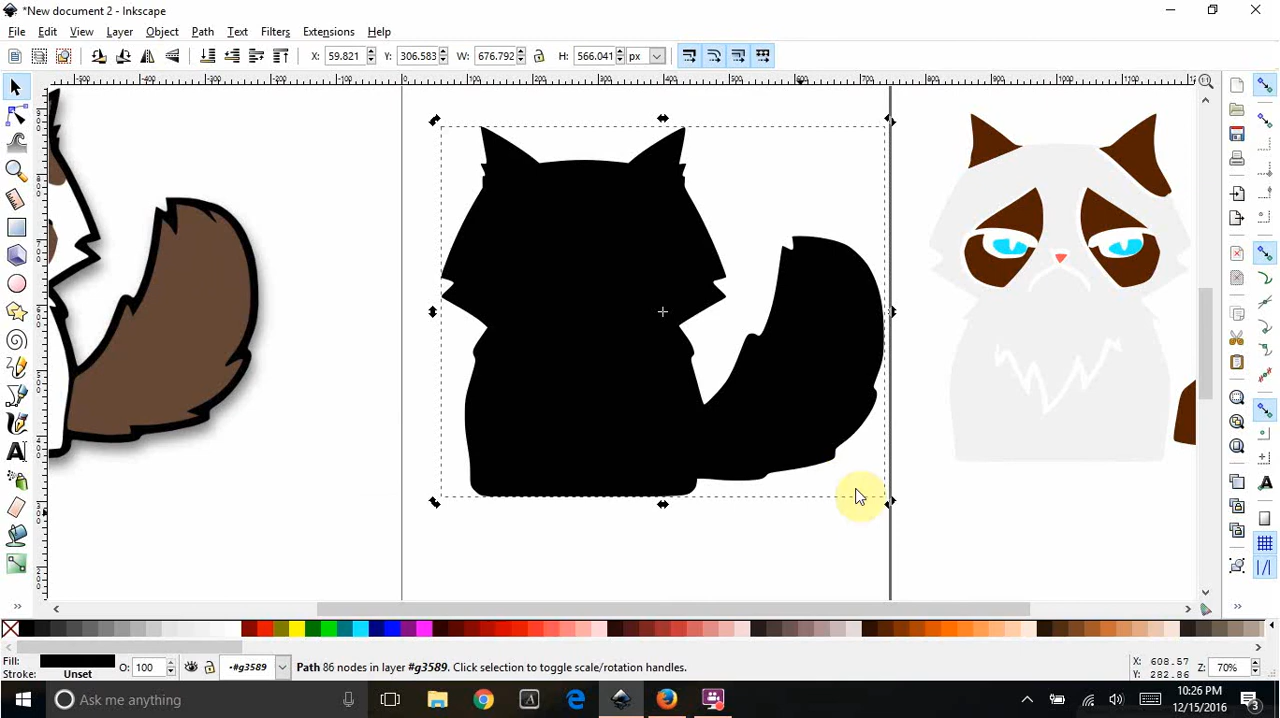 *New document 2 - Inkscape
File Edit View Layer Object Path Text Filters Extensions Help
X: 59.821 Y: 306.583 W: 676.792 H: 566.041 px
Fill:
Stroke: Unset O: 100 •#g3589 Path 86 nodes in layer #g3589. Click selection to toggle scale/rotation handles. X: 608.57 Y: 282.86 Z: 70%
Ask me anything
10:26 PM
12/15/2016
3